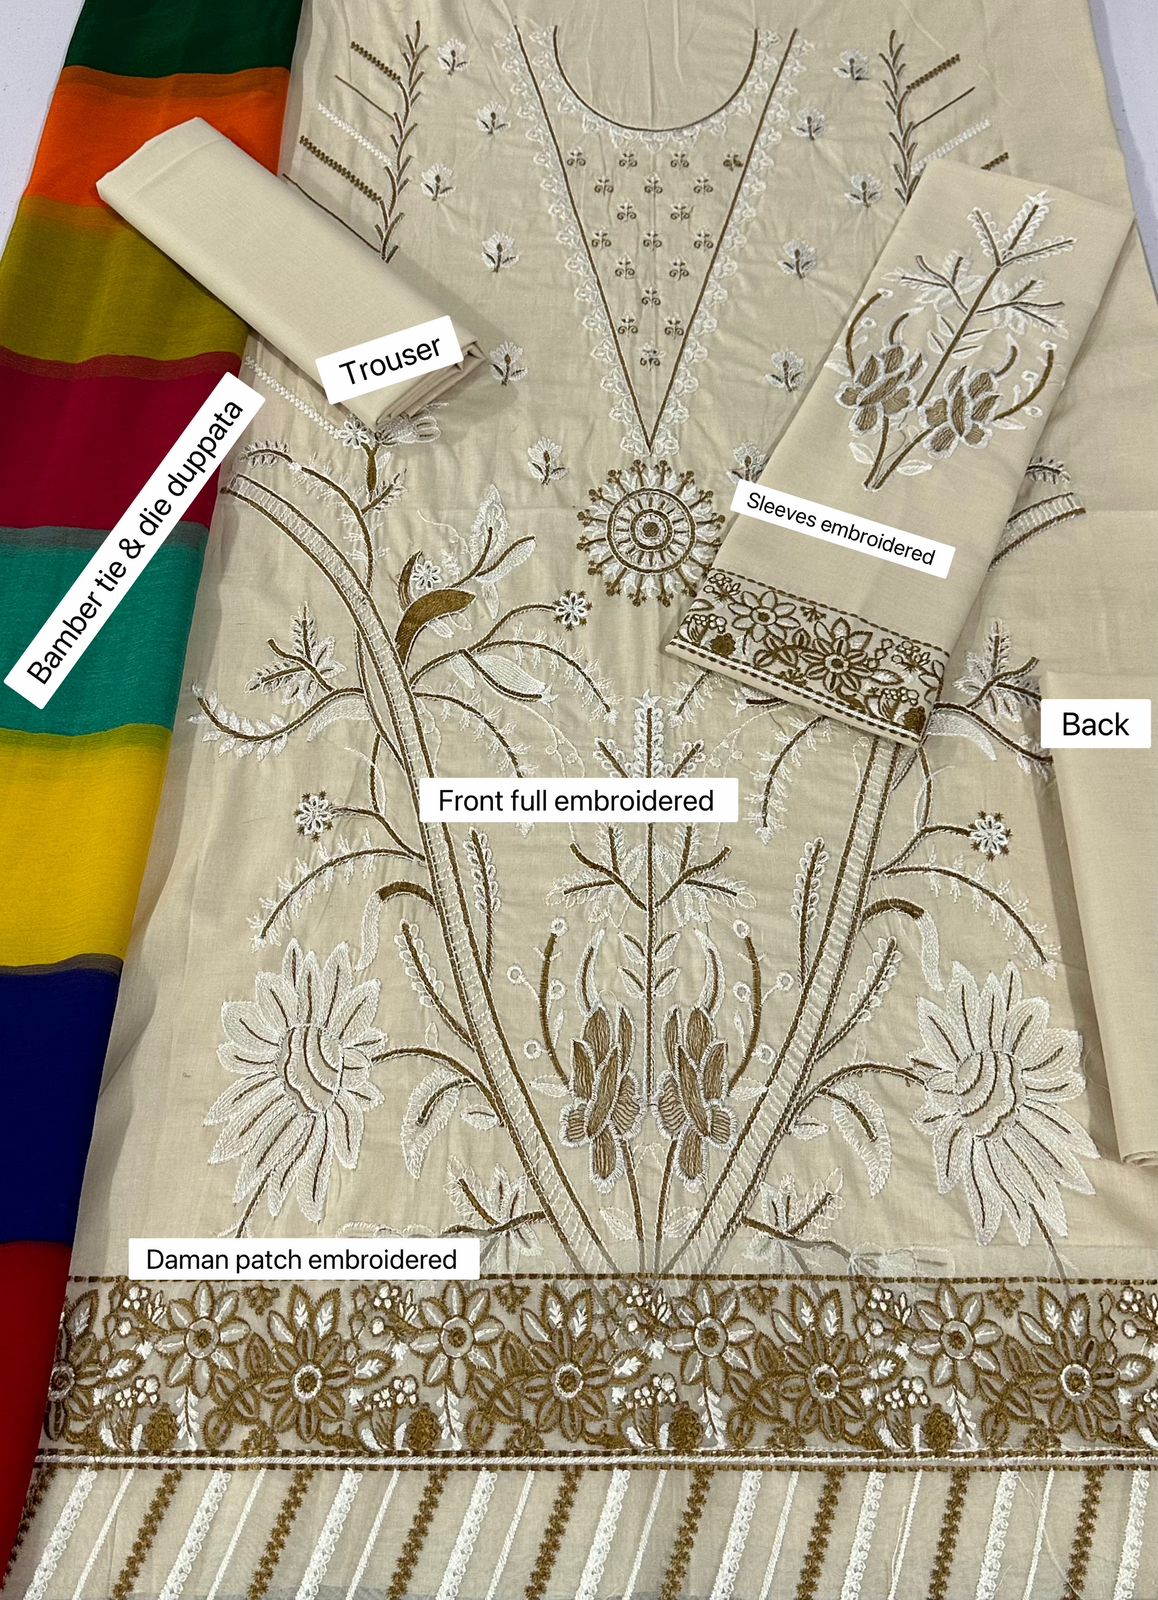 Trouser
Bamber tie & die duppata
Sleeves embroidered
Back
Front full embroidered
Daman patch embroidered